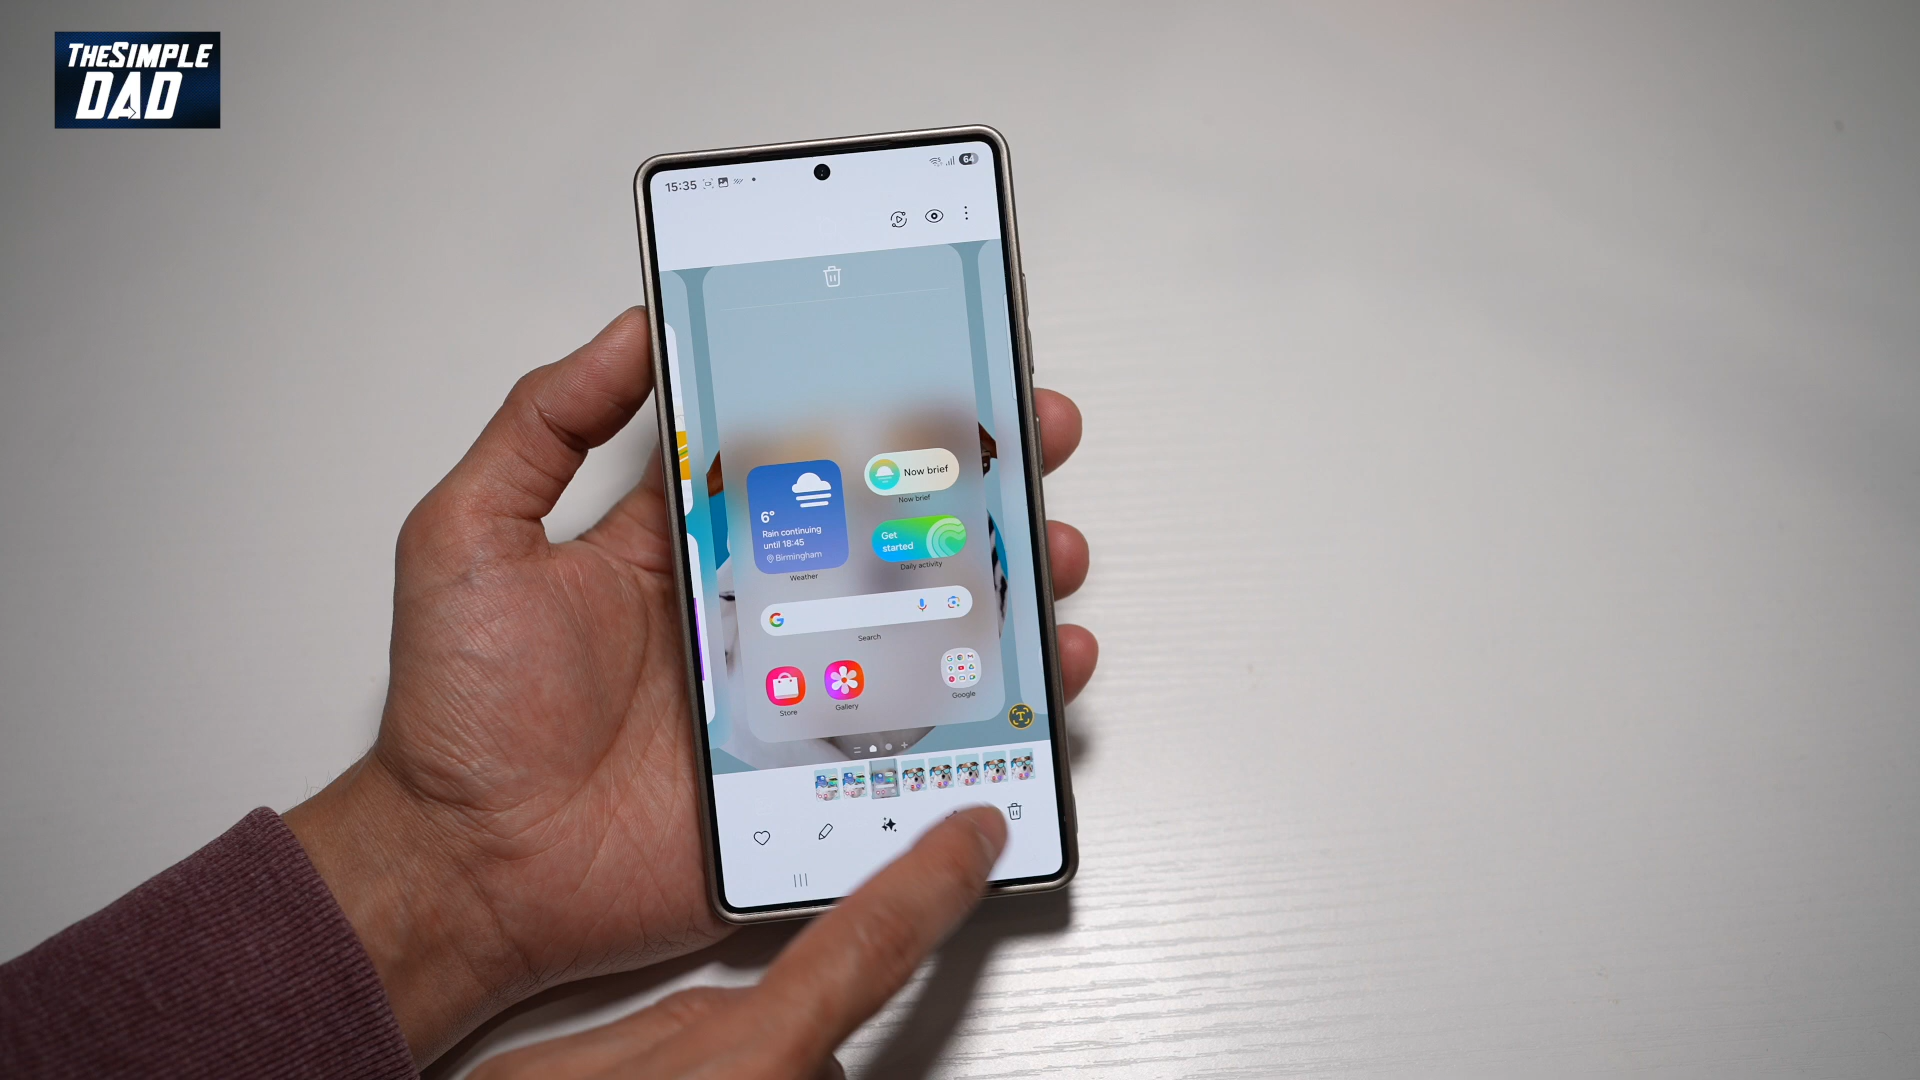 THESIMPLE
DAD
15:35
64
Now brief
Now brief
6°
Rain continuing
until 18:45
Birmingham
Weather
Get
started
Daily activity
G
Search
Store
Gallery
Google
T